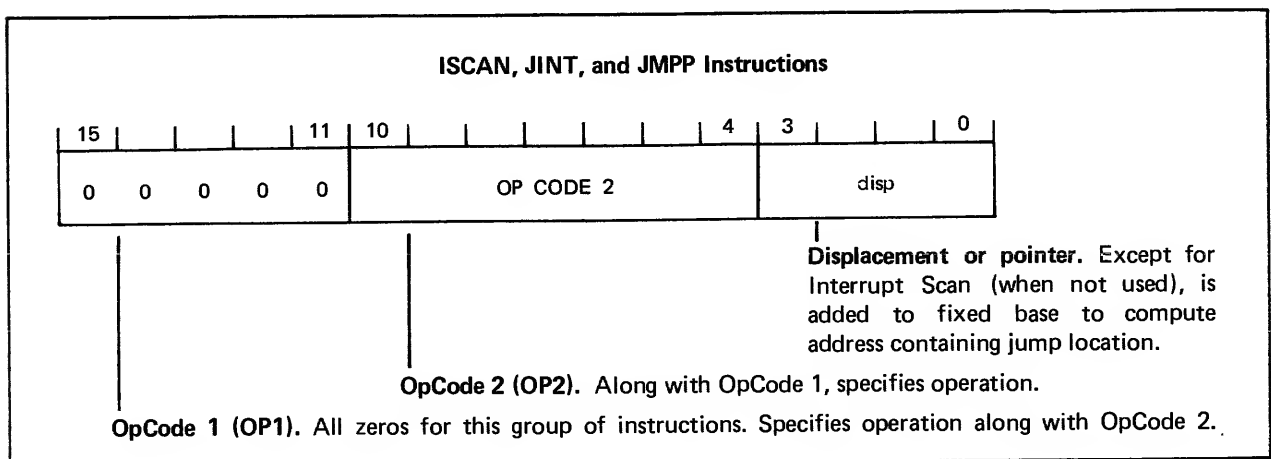 ISCAN, JINT, and JMPP Instructions
15 11 10 4 3 0
0 0 0 0 0 OP CODE 2 disp
Displacement or pointer. Except for
Interrupt Scan (when not used), is
added to fixed base to compute
address containing jump location.
OpCode 2 (OP2). Along with OpCode 1, specifies operation.
OpCode 1 (OP1). All zeros for this group of instructions. Specifies operation along with OpCode 2.